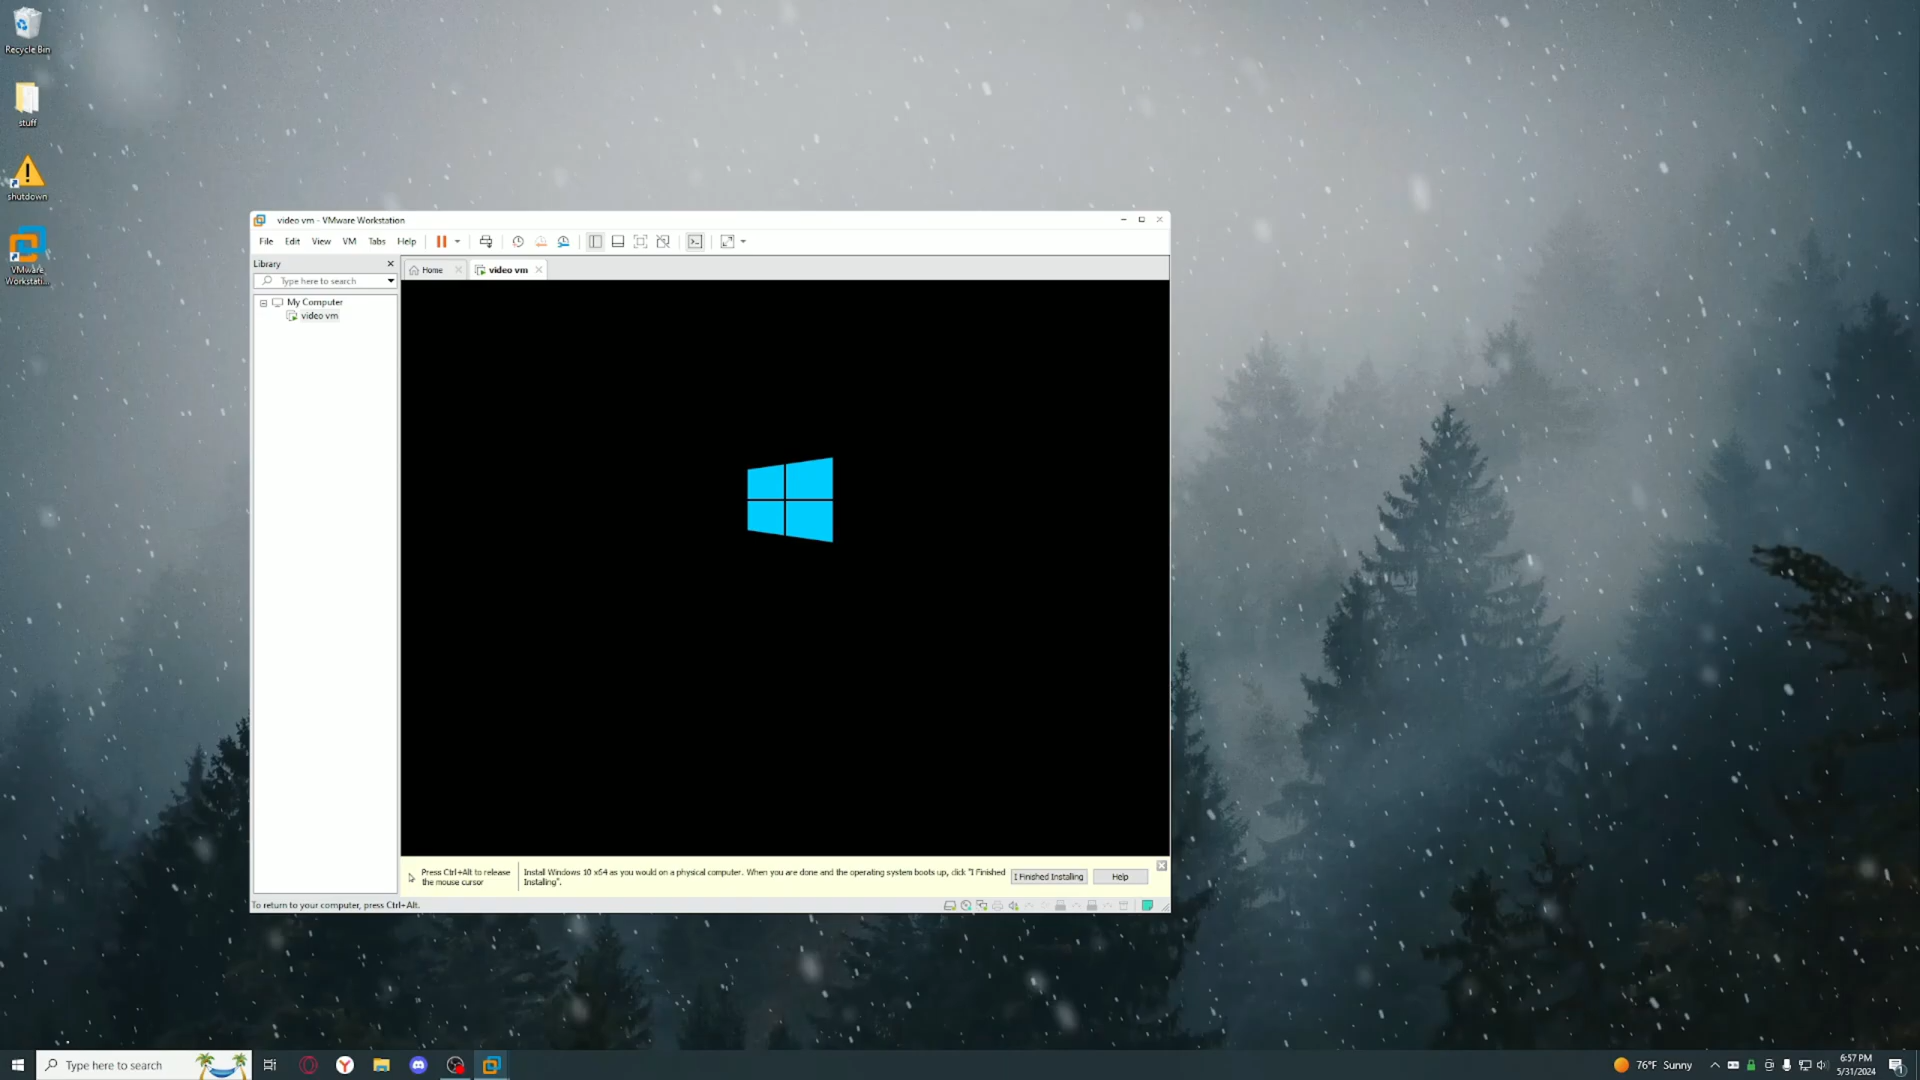 Recycle Bin
stuff
shutdown
VMware
Workstati...
video vm - VMware Workstation
File Edit View VM Tabs Help
Library
Type here to search
My Computer
video vm
Home
video vm
Press Ctrl+Alt to release
the mouse cursor
Install Windows 10 x64 as you would on a physical computer. When you are done and the operating system boots up, click "I Finished
Installing".
I Finished Installing
Help
To return to your computer, press Ctrl+Alt.
Type here to search
76°F Sunny
6:57 PM
5/31/2024